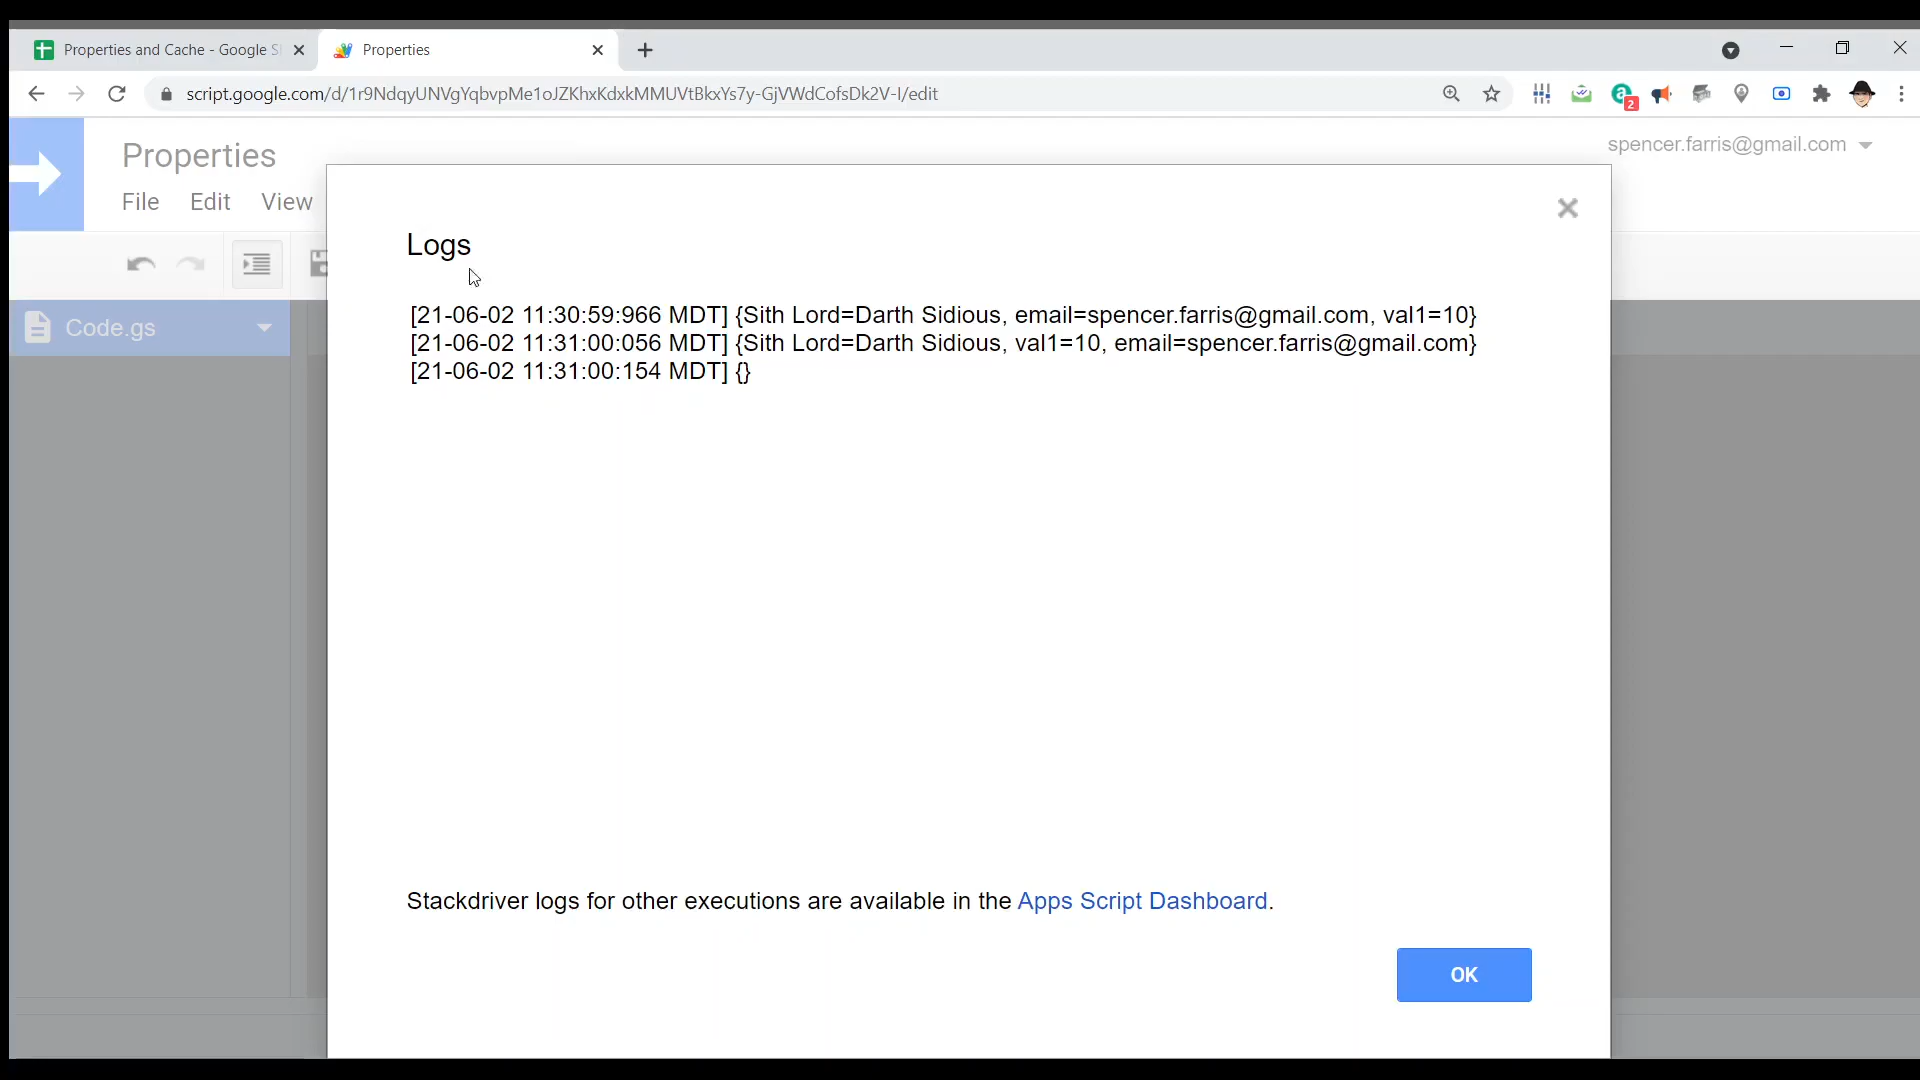 Properties and Cache - Google S
Properties
script.google.com/d/1r9NdqyUNVgYqbvpMe1oJZKhxKdxkMMUVtBkxYs7y-GjVWdCofsDk2V-I/edit
2
Properties
spencer.farris@gmail.com
File Edit View
Logs
[21-06-02 11:30:59:966 MDT] {Sith Lord=Darth Sidious, email=spencer.farris@gmail.com, val1=10}
[21-06-02 11:31:00:056 MDT] {Sith Lord=Darth Sidious, val1=10, email=spencer.farris@gmail.com}
[21-06-02 11:31:00:154 MDT] {}
Code.gs
Stackdriver logs for other executions are available in the Apps Script Dashboard.
OK